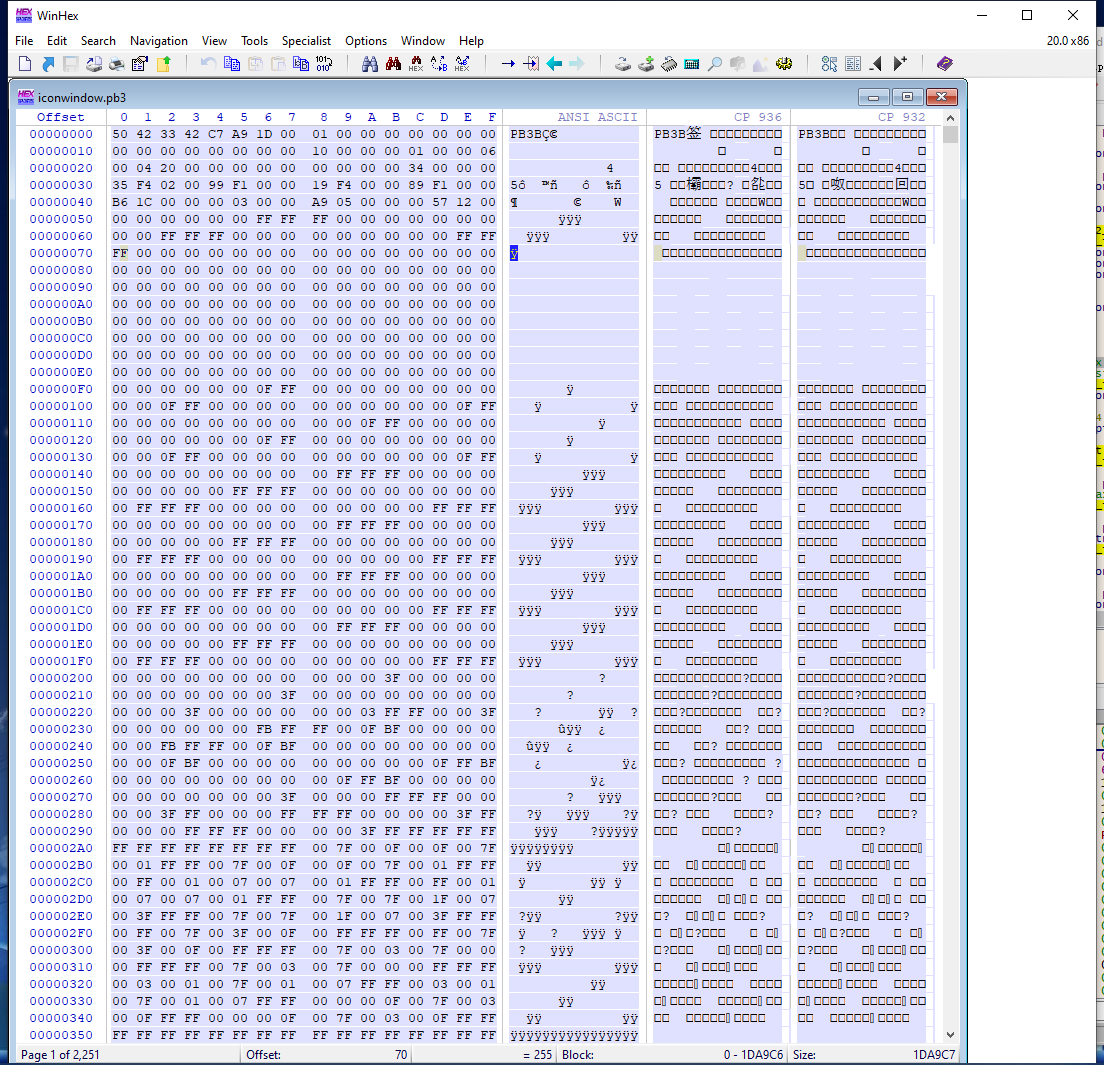 WinHex
File Edit Search Navigation View Tools Specialist Options Window Help
20.0 x86
iconwindow.pb3
Offset 0 1 2 3 4 5 6 7 8 9 A B C D E F ANSI ASCII CP 936 CP 932
00000000 50 42 33 42 C7 A9 1D 00 01 00 00 00 00 00 00 00 PB3BÇ© PB3B签 PB3B
00000010 00 00 00 00 00 00 00 00 10 00 00 00 01 00 00 06
00000020 00 04 20 00 00 00 00 00 00 00 00 00 34 00 00 00 4 4 4
00000030 35 F4 02 00 99 F1 00 00 19 F4 00 00 89 F1 00 00 5ô ™ñ ô ‰ñ
00000040 B6 1C 00 00 00 00 03 00 00 A9 05 00 00 00 57 12 00 ¶ © W
00000050 00 00 00 00 00 00 FF FF FF 00 00 00 00 00 00 00 ÿÿÿ
00000060 00 00 FF FF FF 00 00 00 00 00 00 00 00 00 FF FF ÿÿÿ ÿÿ
00000070 FF 00 00 00 00 00 00 00 00 00 00 00 00 00 00 00 ÿ
00000080 00 00 00 00 00 00 00 00 00 00 00 00 00 00 00 00
00000090 00 00 00 00 00 00 00 00 00 00 00 00 00 00 00 00
000000A0 00 00 00 00 00 00 00 00 00 00 00 00 00 00 00 00
000000B0 00 00 00 00 00 00 00 00 00 00 00 00 00 00 00 00
000000C0 00 00 00 00 00 00 00 00 00 00 00 00 00 00 00 00
000000D0 00 00 00 00 00 00 00 00 00 00 00 00 00 00 00 00
000000E0 00 00 00 00 00 00 00 00 00 00 00 00 00 00 00 00
000000F0 00 00 00 00 00 00 0F FF 00 00 00 00 00 00 00 00 ÿ
00000100 00 00 0F FF 00 00 00 00 00 00 00 00 00 00 0F FF ÿ ÿ
00000110 00 00 00 00 00 00 00 00 00 00 0F FF 00 00 00 00 ÿ
00000120 00 00 00 00 00 00 0F FF 00 00 00 00 00 00 00 00 ÿ
00000130 00 00 0F FF 00 00 00 00 00 00 00 00 00 00 0F FF ÿ ÿ
00000140 00 00 00 00 00 00 00 00 00 FF FF FF 00 00 00 00 ÿÿÿ
00000150 00 00 00 00 00 FF FF FF 00 00 00 00 00 00 00 00 ÿÿÿ
00000160 00 FF FF FF 00 00 00 00 00 00 00 00 00 FF FF FF ÿÿÿ ÿÿÿ
00000170 00 00 00 00 00 00 00 00 00 FF FF FF 00 00 00 00 ÿÿÿ
00000180 00 00 00 00 00 FF FF FF 00 00 00 00 00 00 00 00 ÿÿÿ
00000190 00 FF FF FF 00 00 00 00 00 00 00 00 00 FF FF FF ÿÿÿ ÿÿÿ
000001A0 00 00 00 00 00 00 00 00 00 FF FF FF 00 00 00 00 ÿÿÿ
000001B0 00 00 00 00 00 FF FF FF 00 00 00 00 00 00 00 00 ÿÿÿ
000001C0 00 FF FF FF 00 00 00 00 00 00 00 00 00 FF FF FF ÿÿÿ ÿÿÿ
000001D0 00 00 00 00 00 00 00 00 00 FF FF FF 00 00 00 00 ÿÿÿ
000001E0 00 00 00 00 00 FF FF FF 00 00 00 00 00 00 00 00 ÿÿÿ
000001F0 00 FF FF FF 00 00 00 00 00 00 00 00 00 FF FF FF ÿÿÿ ÿÿÿ
00000200 00 00 00 00 00 00 00 00 00 00 00 3F 00 00 00 00 ?
00000210 00 00 00 00 00 00 00 3F 00 00 00 00 00 00 00 00 ?
00000220 00 00 00 3F 00 00 00 00 00 00 03 FF FF 00 00 3F ? ÿÿ ?
00000230 00 00 00 00 00 00 FB FF FF 00 0F BF 00 00 00 00 ûÿÿ ¿
00000240 00 00 FB FF FF 00 0F BF 00 00 00 00 00 00 00 00 ûÿÿ ¿
00000250 00 00 0F BF 00 00 00 00 00 00 00 00 00 0F FF BF ¿ ÿ¿
00000260 00 00 00 00 00 00 00 00 00 0F FF BF 00 00 00 00 ÿ¿
00000270 00 00 00 00 00 00 00 3F 00 00 00 FF FF FF 00 00 ? ÿÿÿ
00000280 00 00 3F FF 00 00 00 FF FF FF 00 00 00 00 3F FF ?ÿ ÿÿÿ ?ÿ
00000290 00 00 00 FF FF FF 00 00 00 00 3F FF FF FF FF FF ÿÿÿ ?ÿÿÿÿÿ
000002A0 FF FF FF FF FF FF FF FF 00 7F 00 0F 00 0F 00 7F ÿÿÿÿÿÿÿÿ
000002B0 00 01 FF FF 00 7F 00 0F 00 0F 00 7F 00 01 FF FF ÿÿ ÿÿ
000002C0 00 FF 00 01 00 07 00 07 00 01 FF FF 00 FF 00 01 ÿ ÿÿ ÿ
000002D0 00 07 00 07 00 01 FF FF 00 7F 00 7F 00 1F 00 07 ÿÿ
000002E0 00 3F FF FF 00 7F 00 7F 00 1F 00 07 00 3F FF FF ?ÿÿ ?ÿÿ
000002F0 00 FF 00 7F 00 3F 00 0F 00 FF FF FF 00 FF 00 7F ÿ ? ÿÿÿ ÿ
00000300 00 3F 00 0F 00 FF FF FF 00 7F 00 03 00 7F 00 00 ? ÿÿÿ
00000310 00 FF FF FF 00 7F 00 03 00 7F 00 00 00 FF FF FF ÿÿÿ ÿÿÿ
00000320 00 03 00 01 00 7F 00 01 00 07 FF FF 00 03 00 01 ÿÿ
00000330 00 7F 00 01 00 07 FF FF 00 00 00 0F 00 7F 00 03 ÿÿ
00000340 00 0F FF FF 00 00 00 0F 00 7F 00 03 00 0F FF FF ÿÿ ÿÿ
00000350 FF FF FF FF FF FF FF FF FF FF FF FF FF FF FF FF ÿÿÿÿÿÿÿÿÿÿÿÿÿÿÿÿ
Page 1 of 2,251 Offset: 70 = 255 Block: 0 - 1DA9C6 Size: 1DA9C7